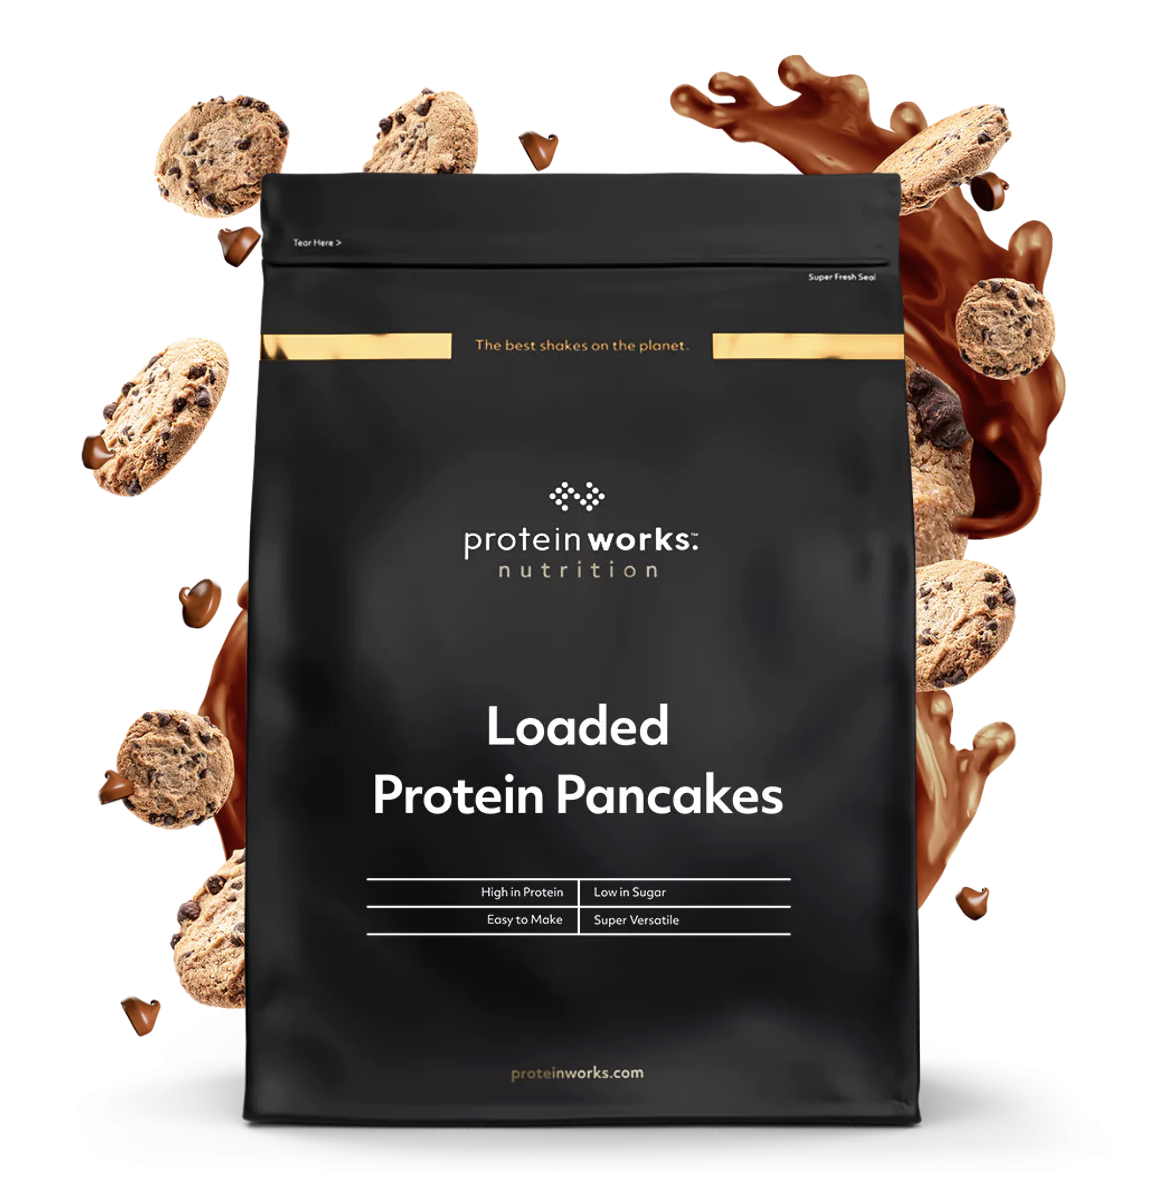 Tear Here >
Super Fresh Seal
The best shakes on the planet.
protein works.™
nutrition
Loaded
Protein Pancakes
High in Protein
Low in Sugar
Easy to Make
Super Versatile
proteinworks.com